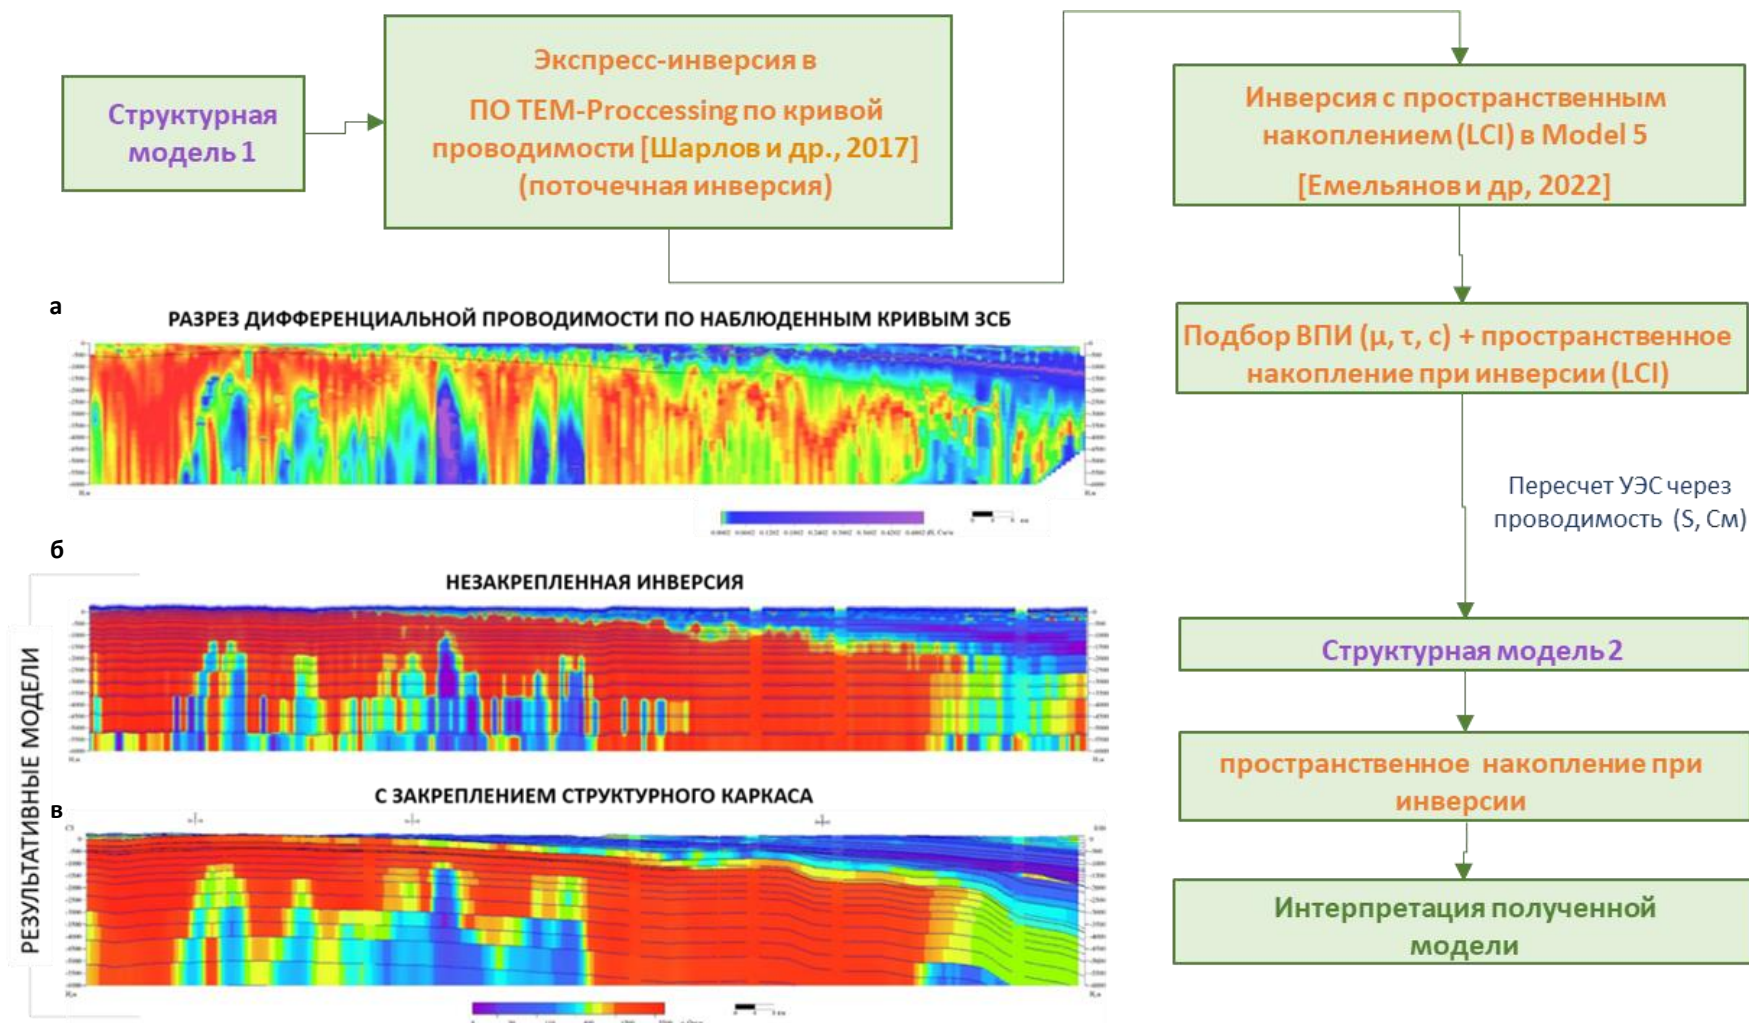 Структурная
модель 1
Экспресс-инверсия в
ПО TEM-Proccessing по кривой
проводимости [Шарлов и др., 2017]
(поточечная инверсия)
Инверсия с пространственным
накоплением (LCI) в Model 5
[Емельянов и др, 2022]
Подбор ВПИ (μ, τ, с) + пространственное
накопление при инверсии (LCI)
Пересчет УЭС через
проводимость (S, См)
Структурная модель 2
пространственное накопление при
инверсии
Интерпретация полученной
модели
а
РАЗРЕЗ ДИФФЕРЕНЦИАЛЬНОЙ ПРОВОДИМОСТИ ПО НАБЛЮДЕННЫМ КРИВЫМ ЗСБ
б
НЕЗАКРЕПЛЕННАЯ ИНВЕРСИЯ
в
С ЗАКРЕПЛЕНИЕМ СТРУКТУРНОГО КАРКАСА
РЕЗУЛЬТАТИВНЫЕ МОДЕЛИ